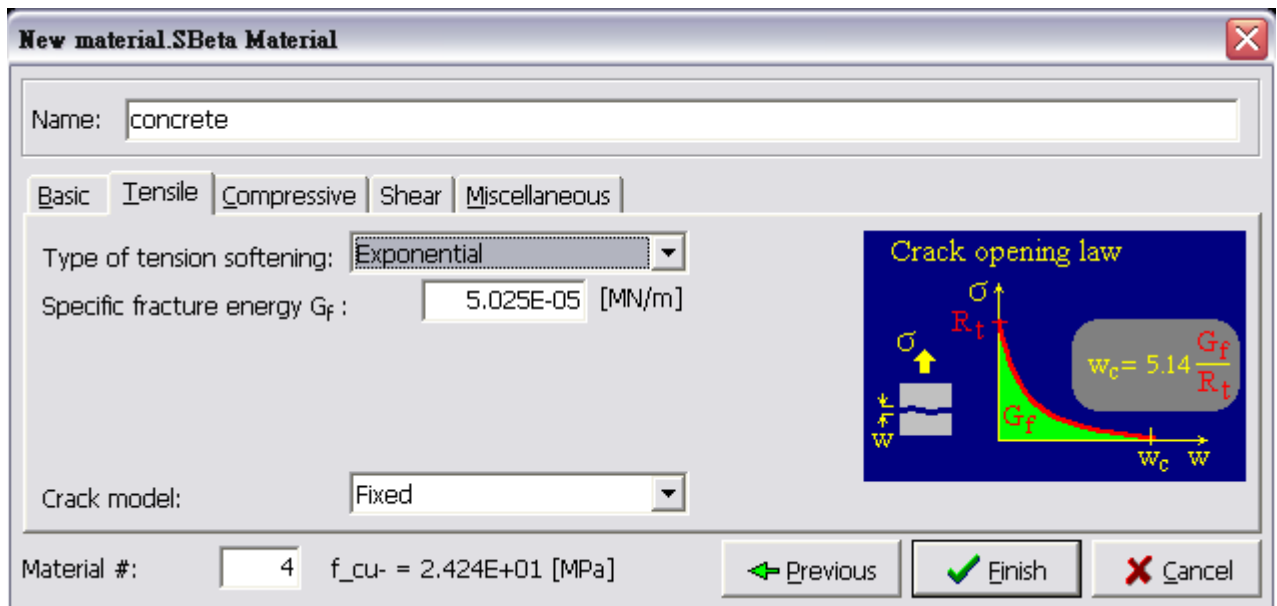 New material.SBeta Material
Name: concrete
Basic Tensile Compressive Shear Miscellaneous
Type of tension softening: Exponential
Specific fracture energy Gf : 5.025E-05 [MN/m]
Crack model: Fixed
Crack opening law
σ
Rt
σ
wc= 5.14 Gf/Rt
Gf
w
wc w
Material #: 4 f_cu- = 2.424E+01 [MPa] Previous Finish Cancel